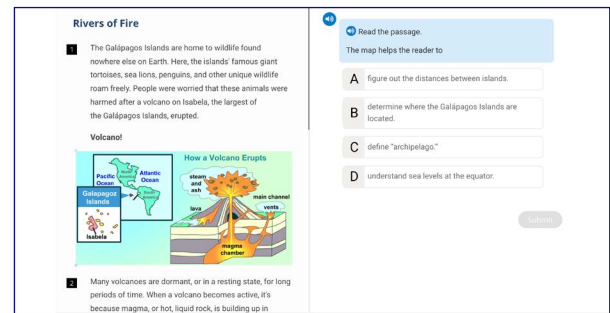 Rivers of Fire
1
The Galápagos Islands are home to wildlife found
nowhere else on Earth. Here, the islands' famous giant
tortoises, sea lions, penguins, and other unique wildlife
roam freely. People were worried that these animals were
harmed after a volcano on Isabela, the largest of
the Galápagos Islands, erupted.
Volcano!
How a Volcano Erupts
Pacific
Ocean
North
America
Atlantic
Ocean
South
America
Galapagoz
Islands
Isabela
steam
and
ash
lava
main channel
vents
magma
chamber
2
Many volcanoes are dormant, or in a resting state, for long
periods of time. When a volcano becomes active, it's
because magma, or hot, liquid rock, is building up in
Read the passage.
The map helps the reader to
A figure out the distances between islands.
B determine where the Galápagos Islands are
located.
C define "archipelago."
D understand sea levels at the equator.
Submit